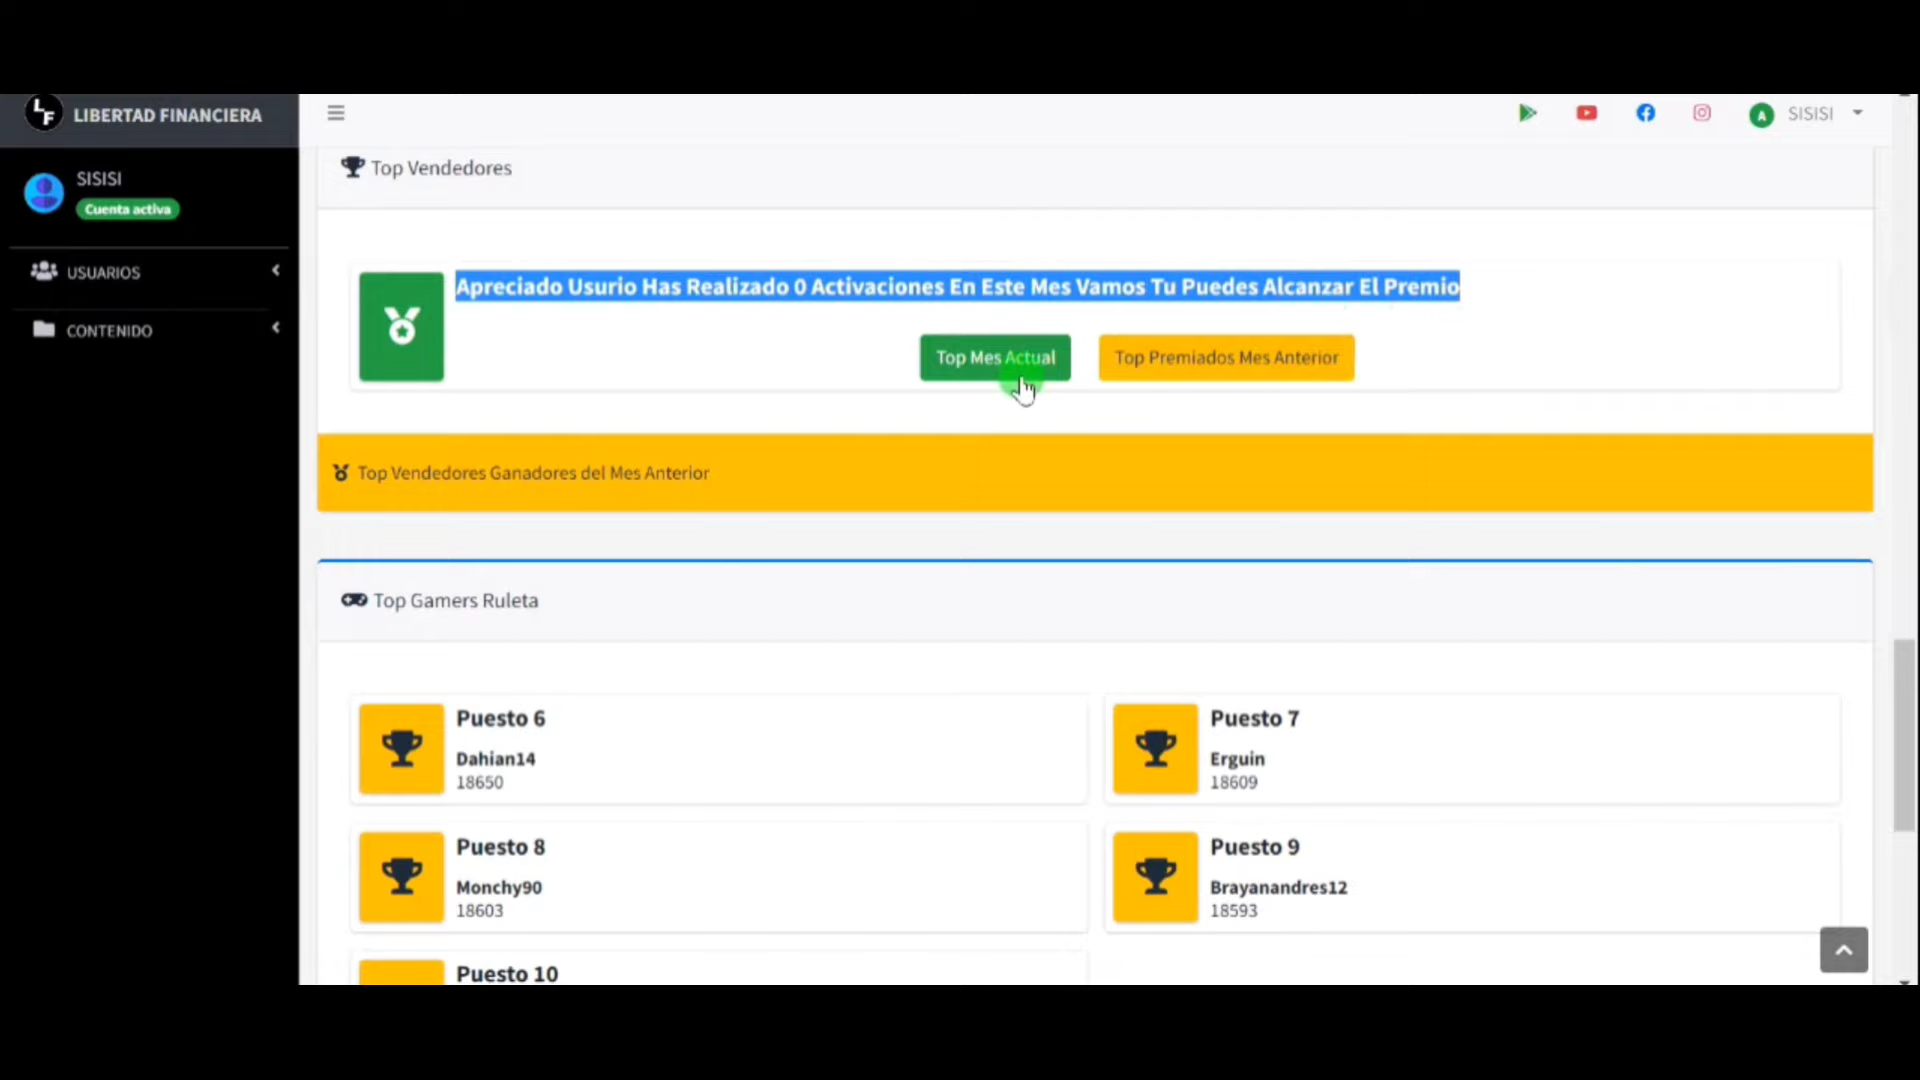 LF LIBERTAD FINANCIERA
A SISISI
SISISI
Cuenta activa
USUARIOS
CONTENIDO
Top Vendedores
Apreciado Usurio Has Realizado 0 Activaciones En Este Mes Vamos Tu Puedes Alcanzar El Premio
Top Mes Actual
Top Premiados Mes Anterior
Top Vendedores Ganadores del Mes Anterior
Top Gamers Ruleta
Puesto 6
Dahian14
18650
Puesto 7
Erguin
18609
Puesto 8
Monchy90
18603
Puesto 9
Brayanandres12
18593
Puesto 10